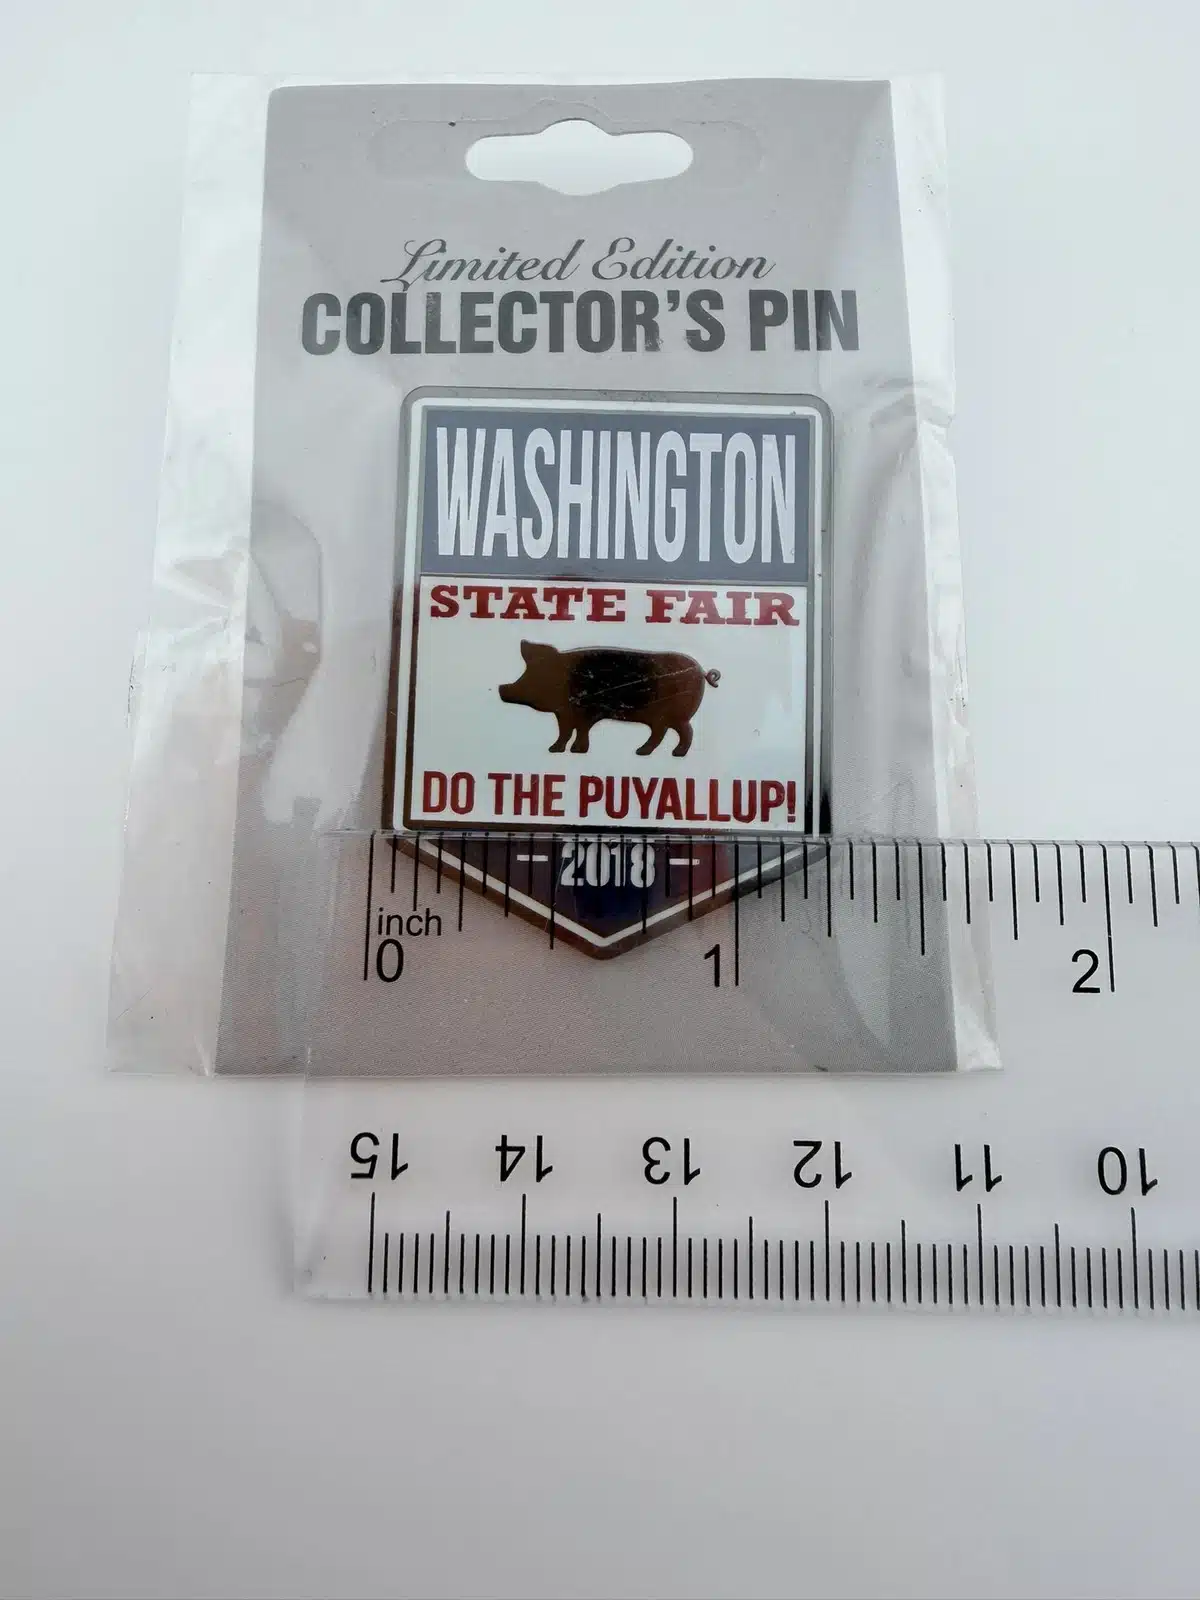 Limited Edition
COLLECTOR'S PIN
WASHINGTON
STATE FAIR
DO THE PUYALLUP!
- 2018 -
inch
0 1 2
15 14 13 12 11 10